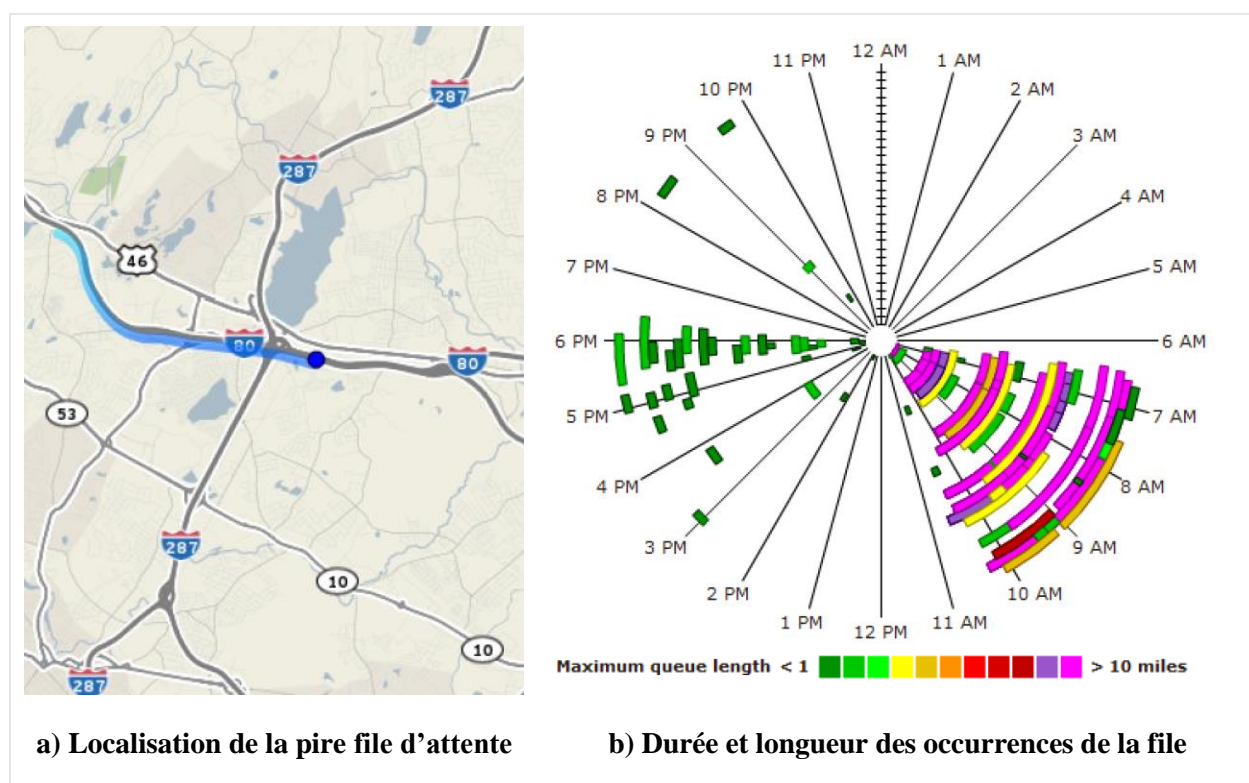 287
287
46
80
80
53
287
10
10
287
12 AM
1 AM
2 AM
3 AM
4 AM
5 AM
6 AM
7 AM
8 AM
9 AM
10 AM
11 AM
12 PM
1 PM
2 PM
3 PM
4 PM
5 PM
6 PM
7 PM
8 PM
9 PM
10 PM
11 PM
Maximum queue length < 1 > 10 miles
a) Localisation de la pire file d’attente
b) Durée et longueur des occurrences de la file